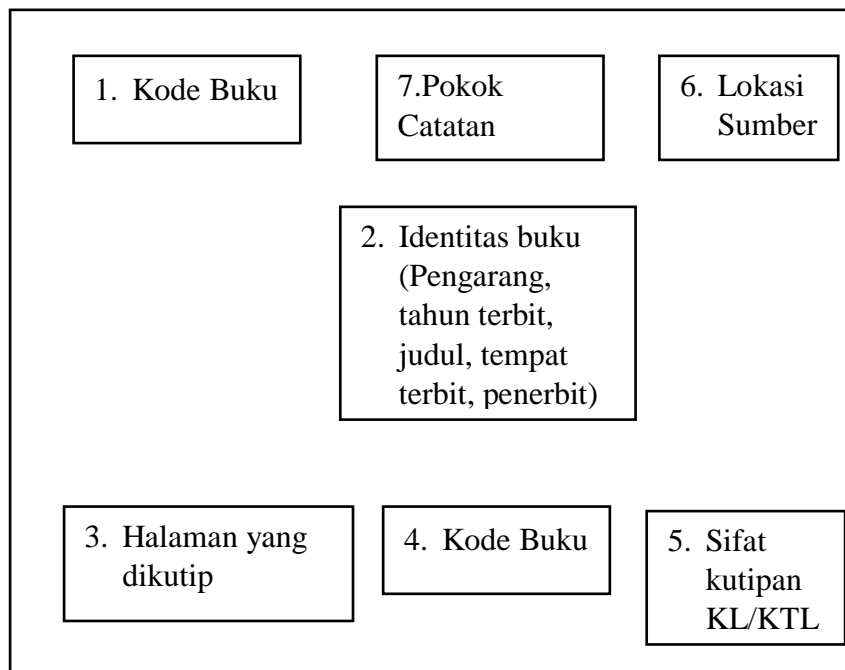 1. Kode Buku
7.Pokok
Catatan
6. Lokasi
Sumber
2. Identitas buku
(Pengarang,
tahun terbit,
judul, tempat
terbit, penerbit)
3. Halaman yang
dikutip
4. Kode Buku
5. Sifat
kutipan
KL/KTL